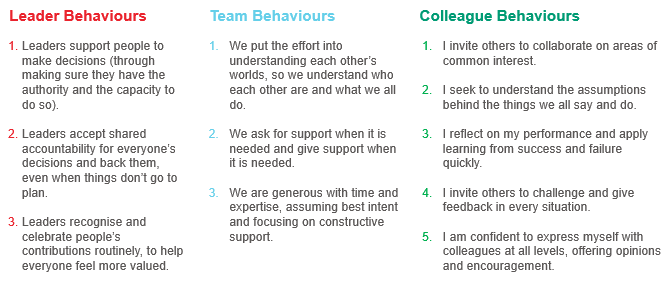 Leader Behaviours
1. Leaders support people to
make decisions (through
making sure they have the
authority and the capacity to
do so).
2. Leaders accept shared
accountability for everyone's
decisions and back them,
even when things don't go to
plan.
3. Leaders recognise and
celebrate people's
contributions routinely, to help
everyone feel more valued.
Team Behaviours
1. We put the effort into
understanding each other's
worlds, so we understand who
each other are and what we all
do.
2. We ask for support when it is
needed and give support when
it is needed.
3. We are generous with time and
expertise, assuming best intent
and focusing on constructive
support.
Colleague Behaviours
1. I invite others to collaborate on areas of
common interest.
2. I seek to understand the assumptions
behind the things we all say and do.
3. I reflect on my performance and apply
learning from success and failure
quickly.
4. I invite others to challenge and give
feedback in every situation.
5. I am confident to express myself with
colleagues at all levels, offering opinions
and encouragement.